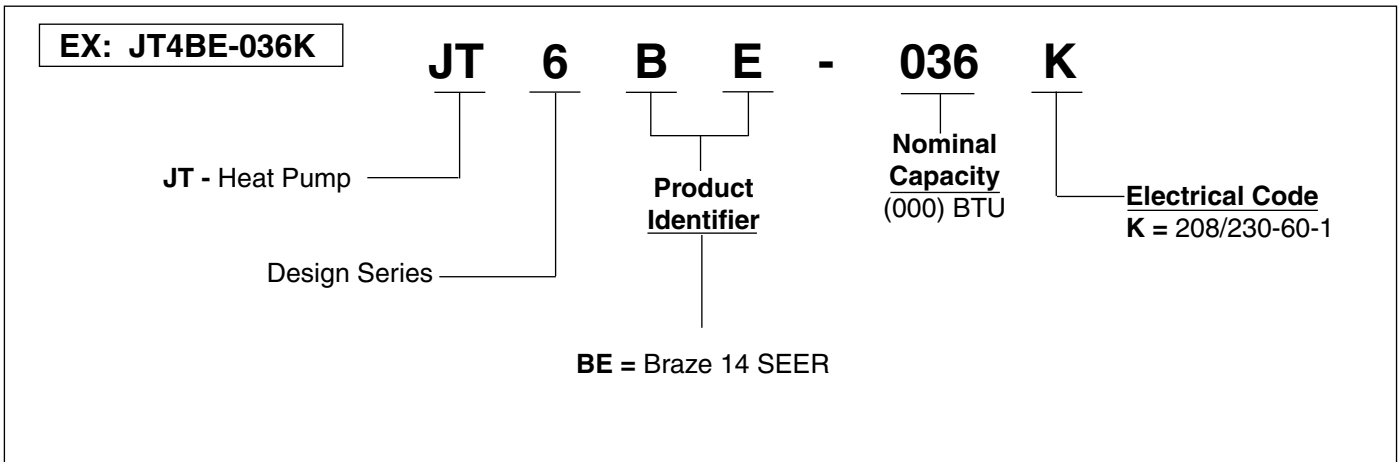 EX: JT4BE-036K
JT 6 B E - 036 K
JT - Heat Pump
Design Series
Product
Identifier
BE = Braze 14 SEER
Nominal
Capacity
(000) BTU
Electrical Code
K = 208/230-60-1